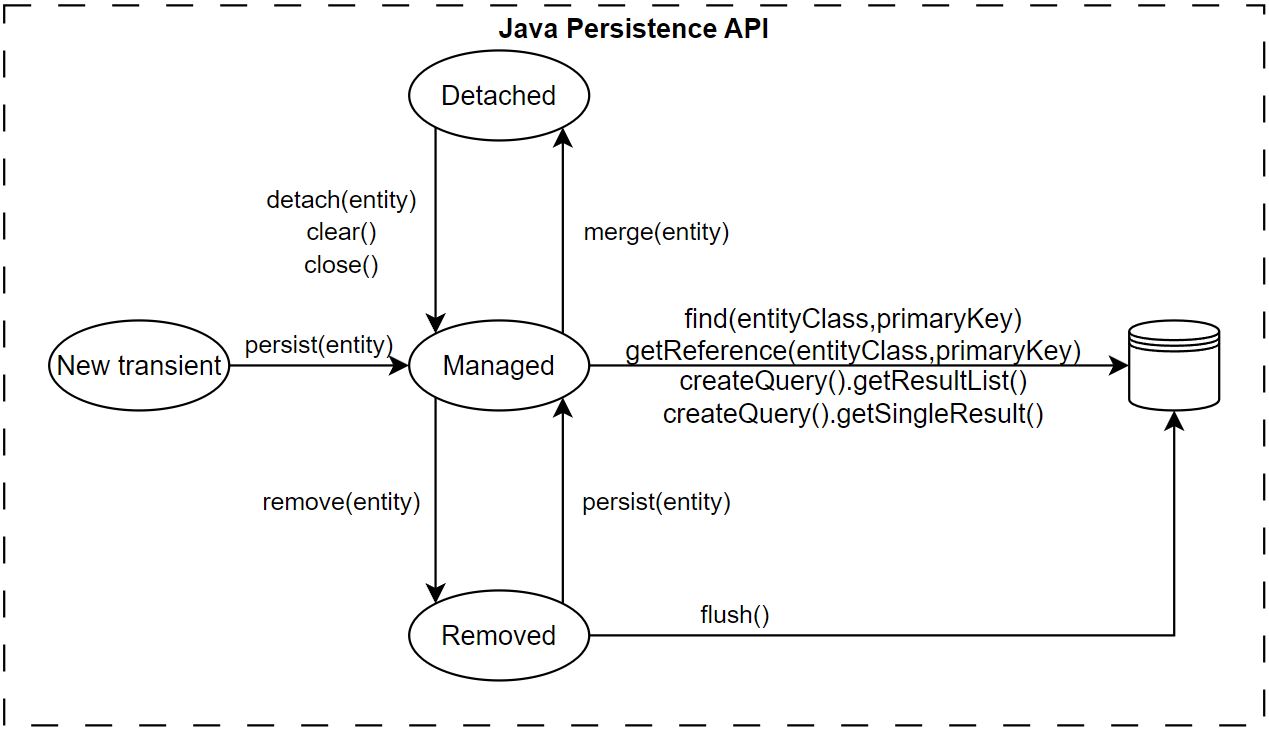 Java Persistence API
Detached
detach(entity)
clear()
close()
merge(entity)
New transient
persist(entity)
Managed
find(entityClass,primaryKey)
getReference(entityClass,primaryKey)
createQuery().getResultList()
createQuery().getSingleResult()
remove(entity)
persist(entity)
Removed
flush()